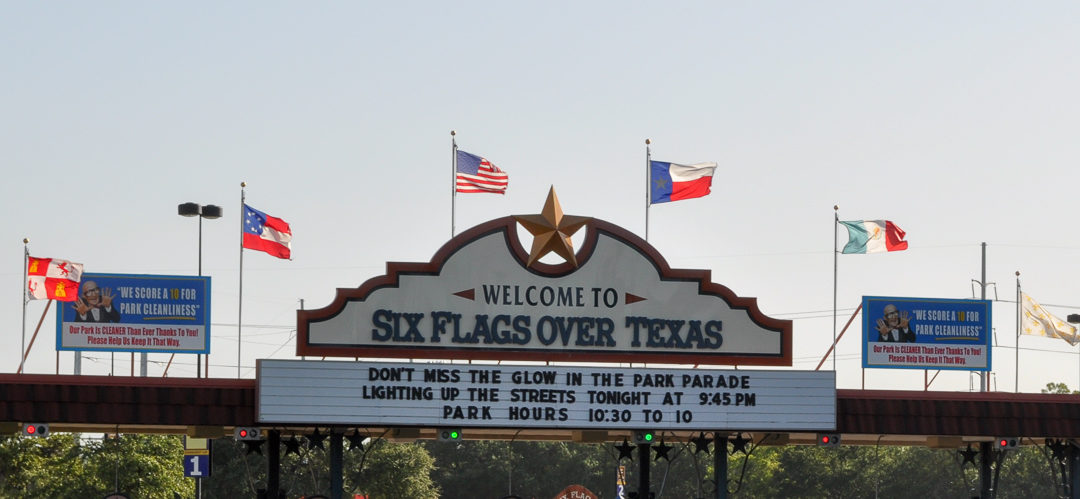 WELCOME TO
SIX FLAGS OVER TEXAS
"WE SCORE A 10 FOR
PARK CLEANLINESS"
OUR PARK IS CLEANER THAN EVER THANKS TO YOU!
PLEASE HELP US KEEP IT THAT WAY.
"WE SCORE A 10 FOR
PARK CLEANLINESS"
OUR PARK IS CLEANER THAN EVER THANKS TO YOU!
PLEASE HELP US KEEP IT THAT WAY.
DON'T MISS THE GLOW IN THE PARK PARADE
LIGHTING UP THE STREETS TONIGHT AT 9:45 PM
PARK HOURS 10:30 TO 10
1